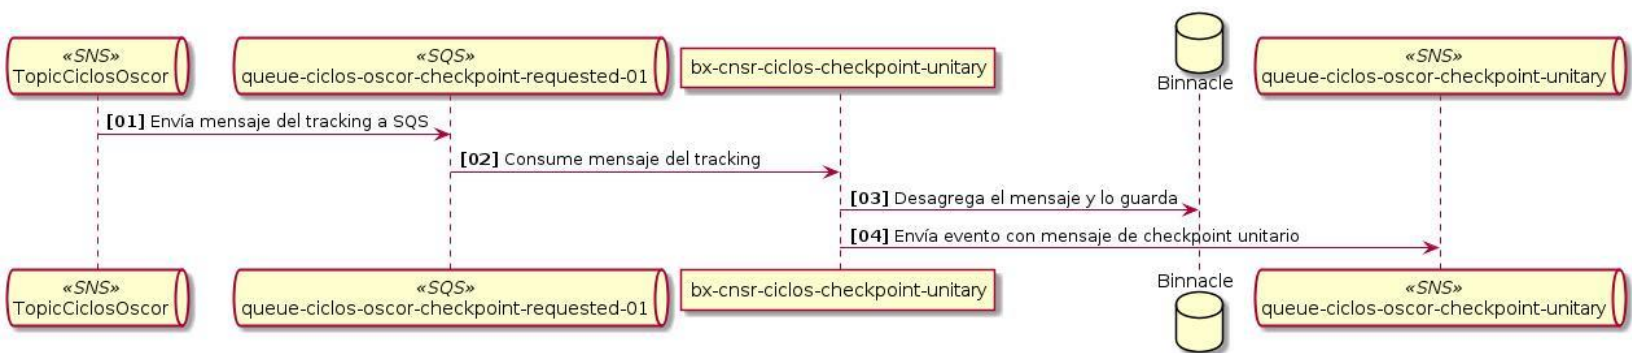 «SNS»
TopicCiclosOscor
«SQS»
queue-ciclos-oscor-checkpoint-requested-01
bx-cnsr-ciclos-checkpoint-unitary
Binnacle
«SNS»
queue-ciclos-oscor-checkpoint-unitary
[01] Envía mensaje del tracking a SQS
[02] Consume mensaje del tracking
[03] Desagrega el mensaje y lo guarda
[04] Envía evento con mensaje de checkpoint unitario
«SNS»
TopicCiclosOscor
«SQS»
queue-ciclos-oscor-checkpoint-requested-01
bx-cnsr-ciclos-checkpoint-unitary
Binnacle
«SNS»
queue-ciclos-oscor-checkpoint-unitary